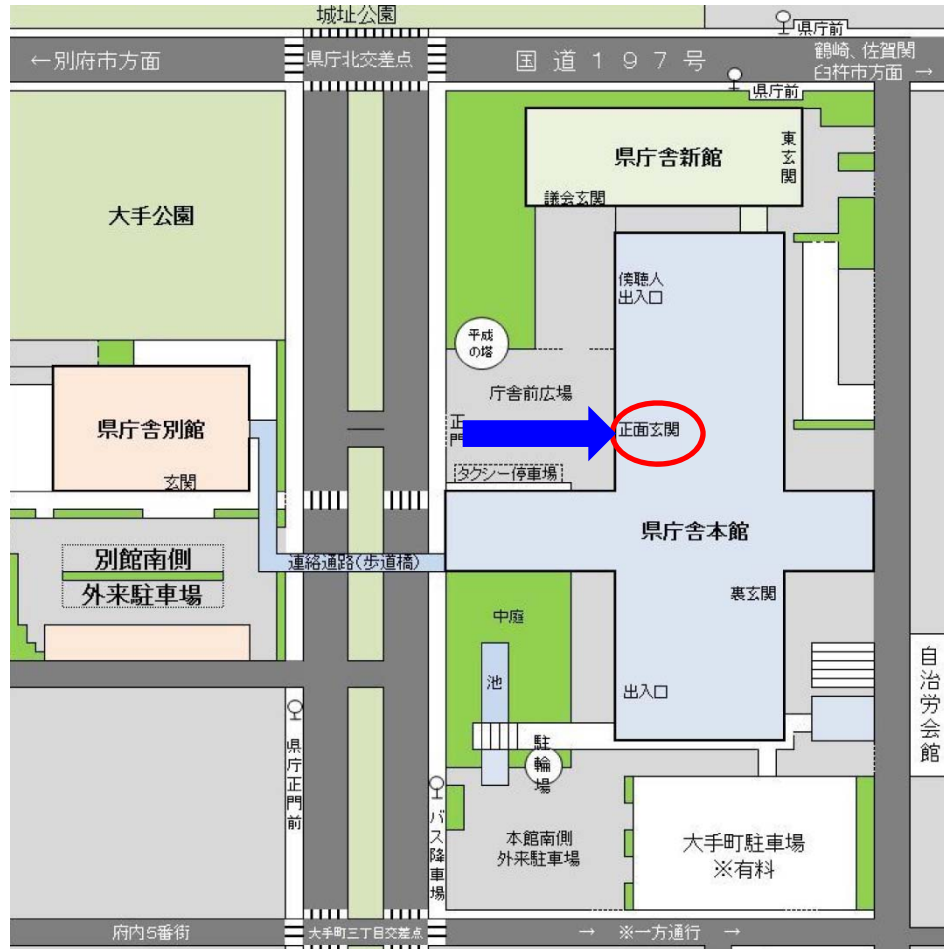 城址公園
県庁前
←別府市方面
県庁北交差点
国道197号
鶴崎、佐賀関
臼杵市方面 →
県庁前
県庁舎新館
東玄関
議会玄関
大手公園
傍聴人
出入口
平成
の塔
庁舎前広場
正門
正面玄関
タクシー停車場
県庁舎別館
玄関
県庁舎本館
連絡通路(歩道橋)
別館南側
外来駐車場
裏玄関
中庭
池
出入口
自治労会館
県庁正門前
駐輪場
バス降車場
本館南側
外来駐車場
大手町駐車場
※有料
府内5番街
大手町三丁目交差点
→ ※一方通行 →